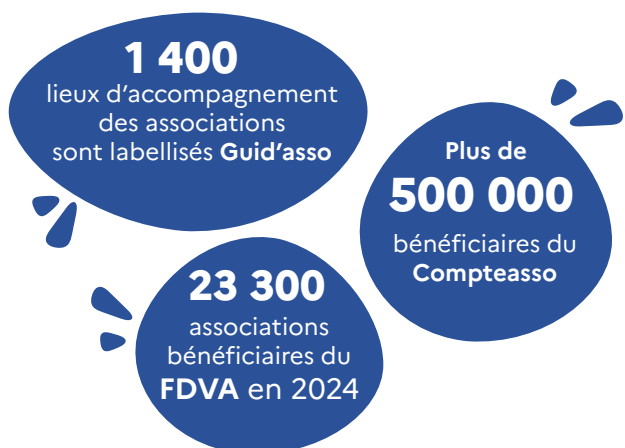 1 400
lieux d'accompagnement
des associations
sont labellisés Guid'asso
Plus de
500 000
bénéficiaires du
Compteasso
23 300
associations
bénéficiaires du
FDVA en 2024